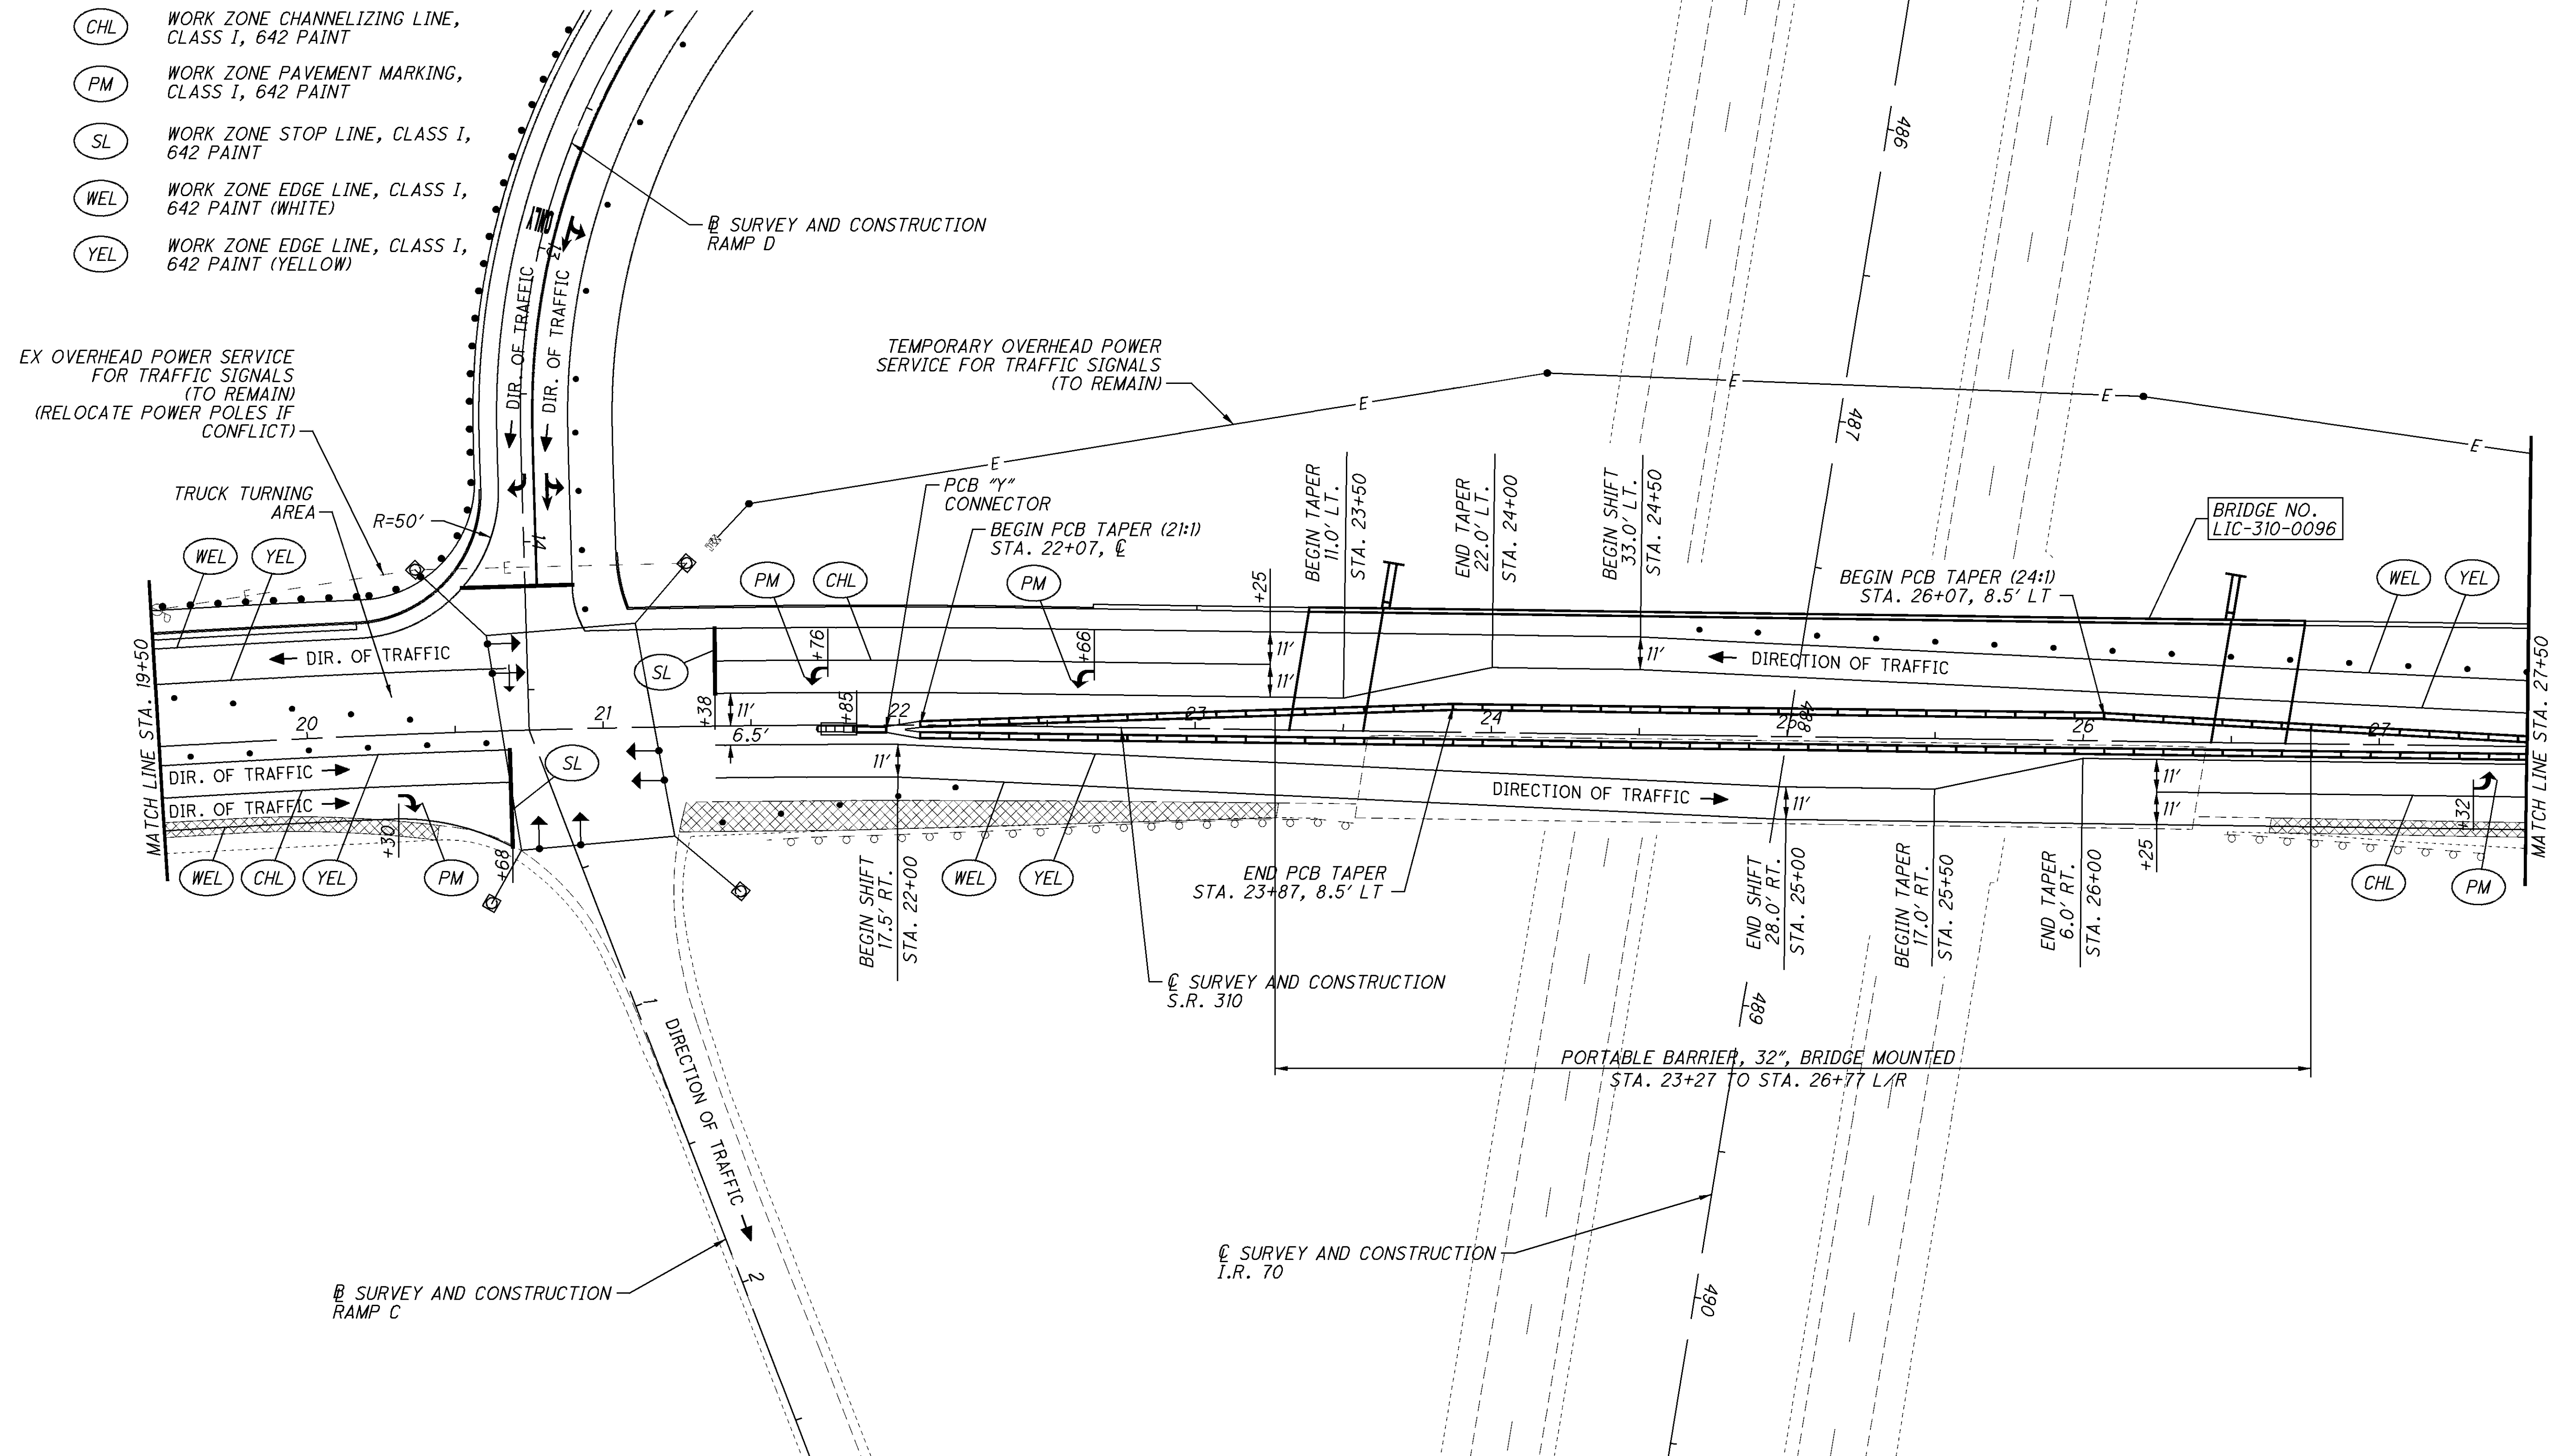 CHL
WORK ZONE CHANNELIZING LINE,
CLASS I, 642 PAINT
PM
WORK ZONE PAVEMENT MARKING,
CLASS I, 642 PAINT
SL
WORK ZONE STOP LINE, CLASS I,
642 PAINT
WEL
WORK ZONE EDGE LINE, CLASS I,
642 PAINT (WHITE)
YEL
WORK ZONE EDGE LINE, CLASS I,
642 PAINT (YELLOW)
EX OVERHEAD POWER SERVICE
FOR TRAFFIC SIGNALS
(TO REMAIN)
(RELOCATE POWER POLES IF
CONFLICT)
TRUCK TURNING
AREA
R=50'
WEL
YEL
ONLY
13
DIR. OF TRAFFIC
DIR. OF TRAFFIC
14
℄ SURVEY AND CONSTRUCTION
RAMP D
TEMPORARY OVERHEAD POWER
SERVICE FOR TRAFFIC SIGNALS
(TO REMAIN)
E
E
E
E
E
E
E
486
487
488
489
490
PCB "Y"
CONNECTOR
BEGIN PCB TAPER (21:1)
STA. 22+07, ℄
PM
CHL
PM
+25
BEGIN TAPER
11.0' LT.
STA. 23+50
END TAPER
22.0' LT.
STA. 24+00
BEGIN SHIFT
33.0' LT.
STA. 24+50
BRIDGE NO.
LIC-310-0096
BEGIN PCB TAPER (24:1)
STA. 26+07, 8.5' LT
WEL
YEL
MATCH LINE STA. 19+50
DIR. OF TRAFFIC
SL
+76
+66
11'
11'
11'
DIRECTION OF TRAFFIC
MATCH LINE STA. 27+50
+38
11'
6.5'
+85
20
21
22
23
24
25
26
27
DIR. OF TRAFFIC
DIR. OF TRAFFIC
SL
11'
DIRECTION OF TRAFFIC
11'
11'
11'
+32
+30
+68
+25
WEL
CHL
YEL
PM
BEGIN SHIFT
17.5' RT.
STA. 22+00
WEL
YEL
END PCB TAPER
STA. 23+87, 8.5' LT
END SHIFT
28.0' RT.
STA. 25+00
BEGIN TAPER
17.0' RT.
STA. 25+50
END TAPER
6.0' RT.
STA. 26+00
CHL
PM
℄ SURVEY AND CONSTRUCTION
S.R. 310
PORTABLE BARRIER, 32", BRIDGE MOUNTED
STA. 23+27 TO STA. 26+77 L/R
1
DIRECTION OF TRAFFIC
2
℄ SURVEY AND CONSTRUCTION
I.R. 70
℄ SURVEY AND CONSTRUCTION
RAMP C